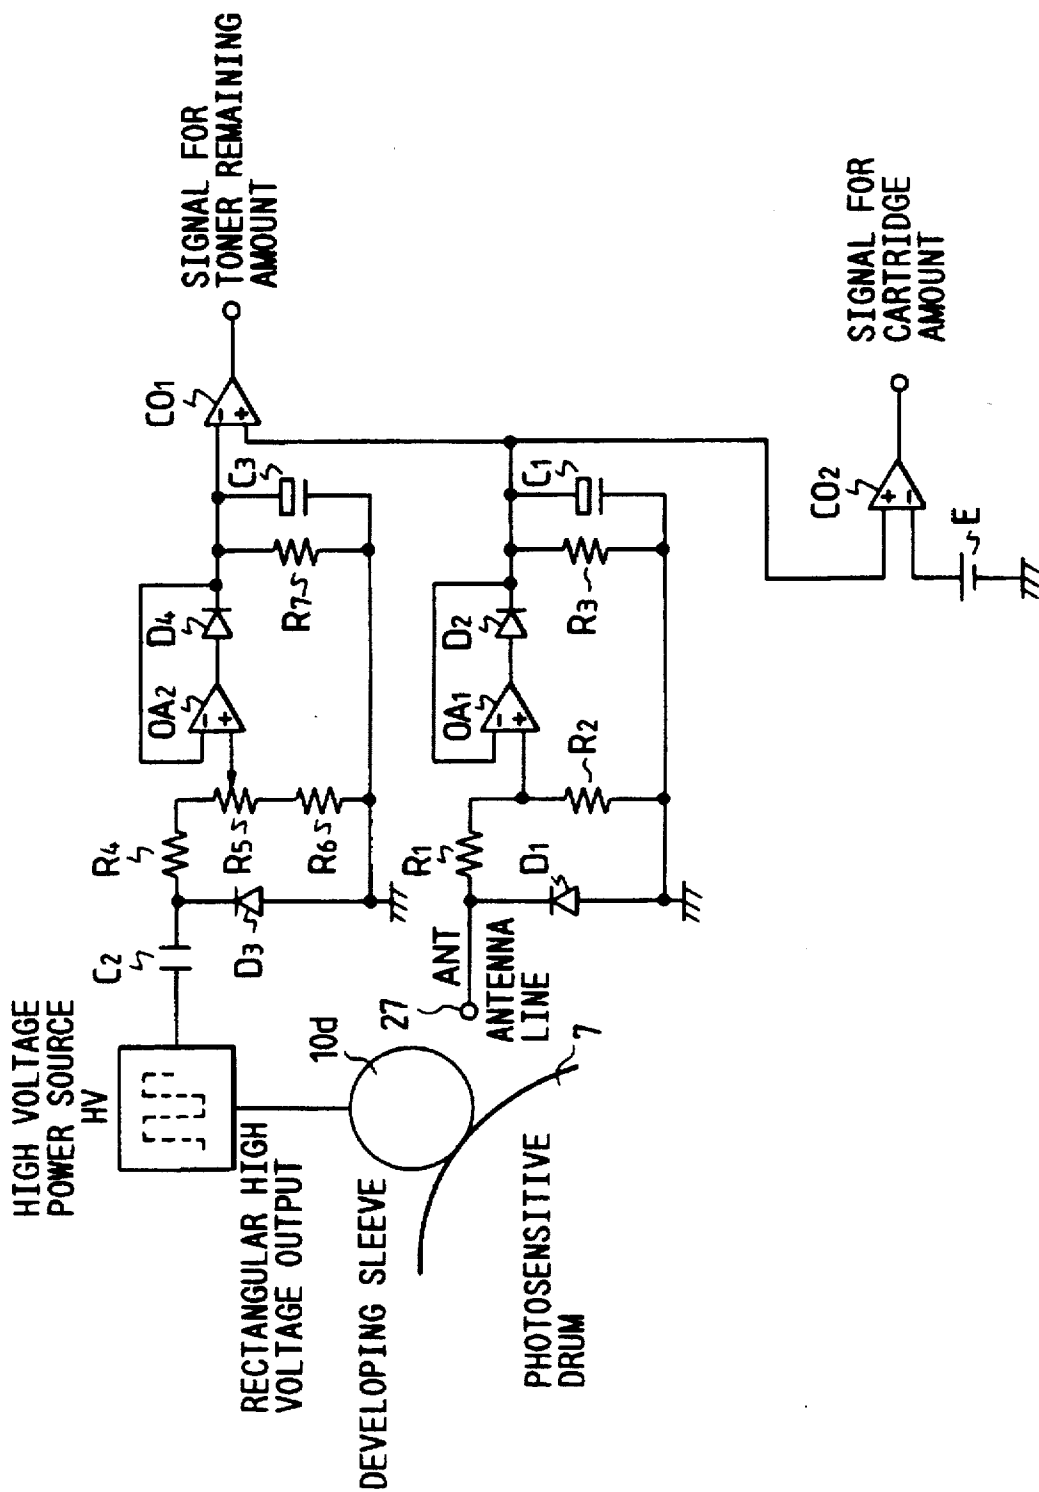 HIGH VOLTAGE
POWER SOURCE
HV
RECTANGULAR HIGH
VOLTAGE OUTPUT
DEVELOPING SLEEVE
10d
PHOTOSENSITIVE
DRUM
7
27
ANT
ANTENNA
LINE
C2
R4
D3
R5
R6
OA2
-
+
D4
R7
C3
CO1
-
+
SIGNAL FOR
TONER REMAINING
AMOUNT
R1
D1
R2
OA1
-
+
D2
R3
C1
CO2
+
-
E
SIGNAL FOR
CARTRIDGE
AMOUNT